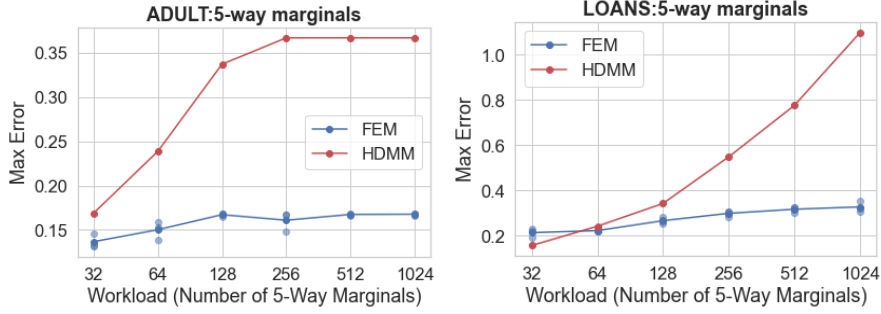 ADULT:5-way marginals
Max Error
0.35
0.30
0.25
0.20
0.15
FEM
HDMM
32 64 128 256 512 1024
Workload (Number of 5-Way Marginals)
LOANS:5-way marginals
Max Error
1.0
0.8
0.6
0.4
0.2
FEM
HDMM
32 64 128 256 512 1024
Workload (Number of 5-Way Marginals)